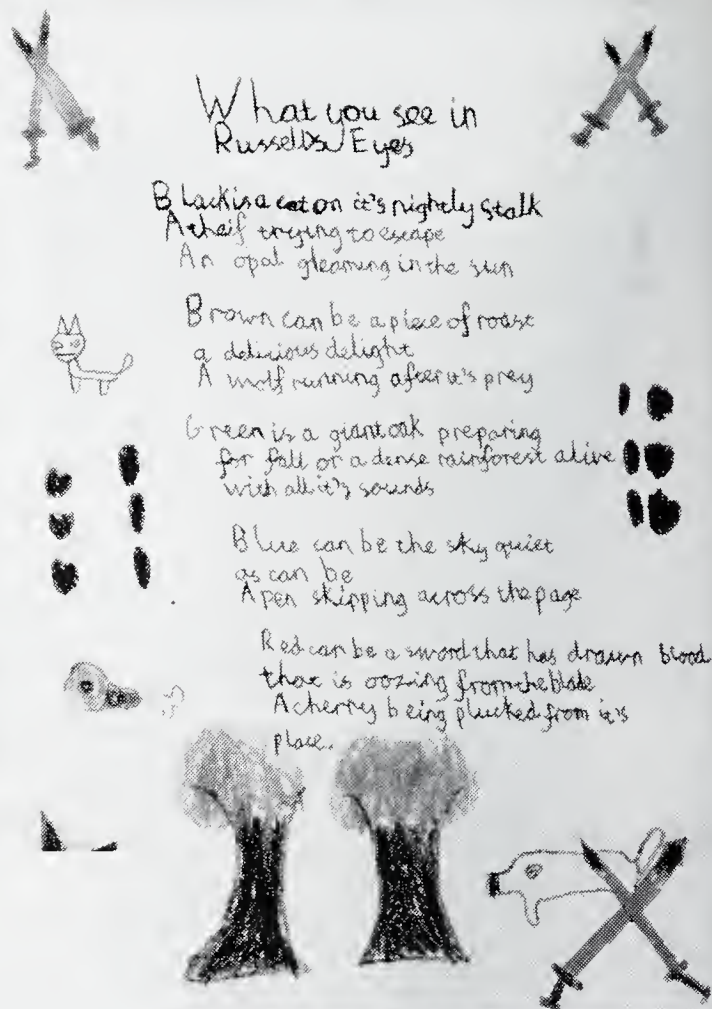 What you see in
Russell's Eyes
Black is a cat on it's nightly stalk
A theif trying to escape
An opal gleaming in the sun
Brown can be a piece of roast
a delicious delight
A wolf running after it's prey
Green is a giant oak preparing
for fall or a dense rainforest alive
with all it's sounds
Blue can be the sky quiet
as can be
A pen skipping across the page
Red can be a sword that has drawn blood
that is oozing from the blade
A cherry being plucked from it's
place.